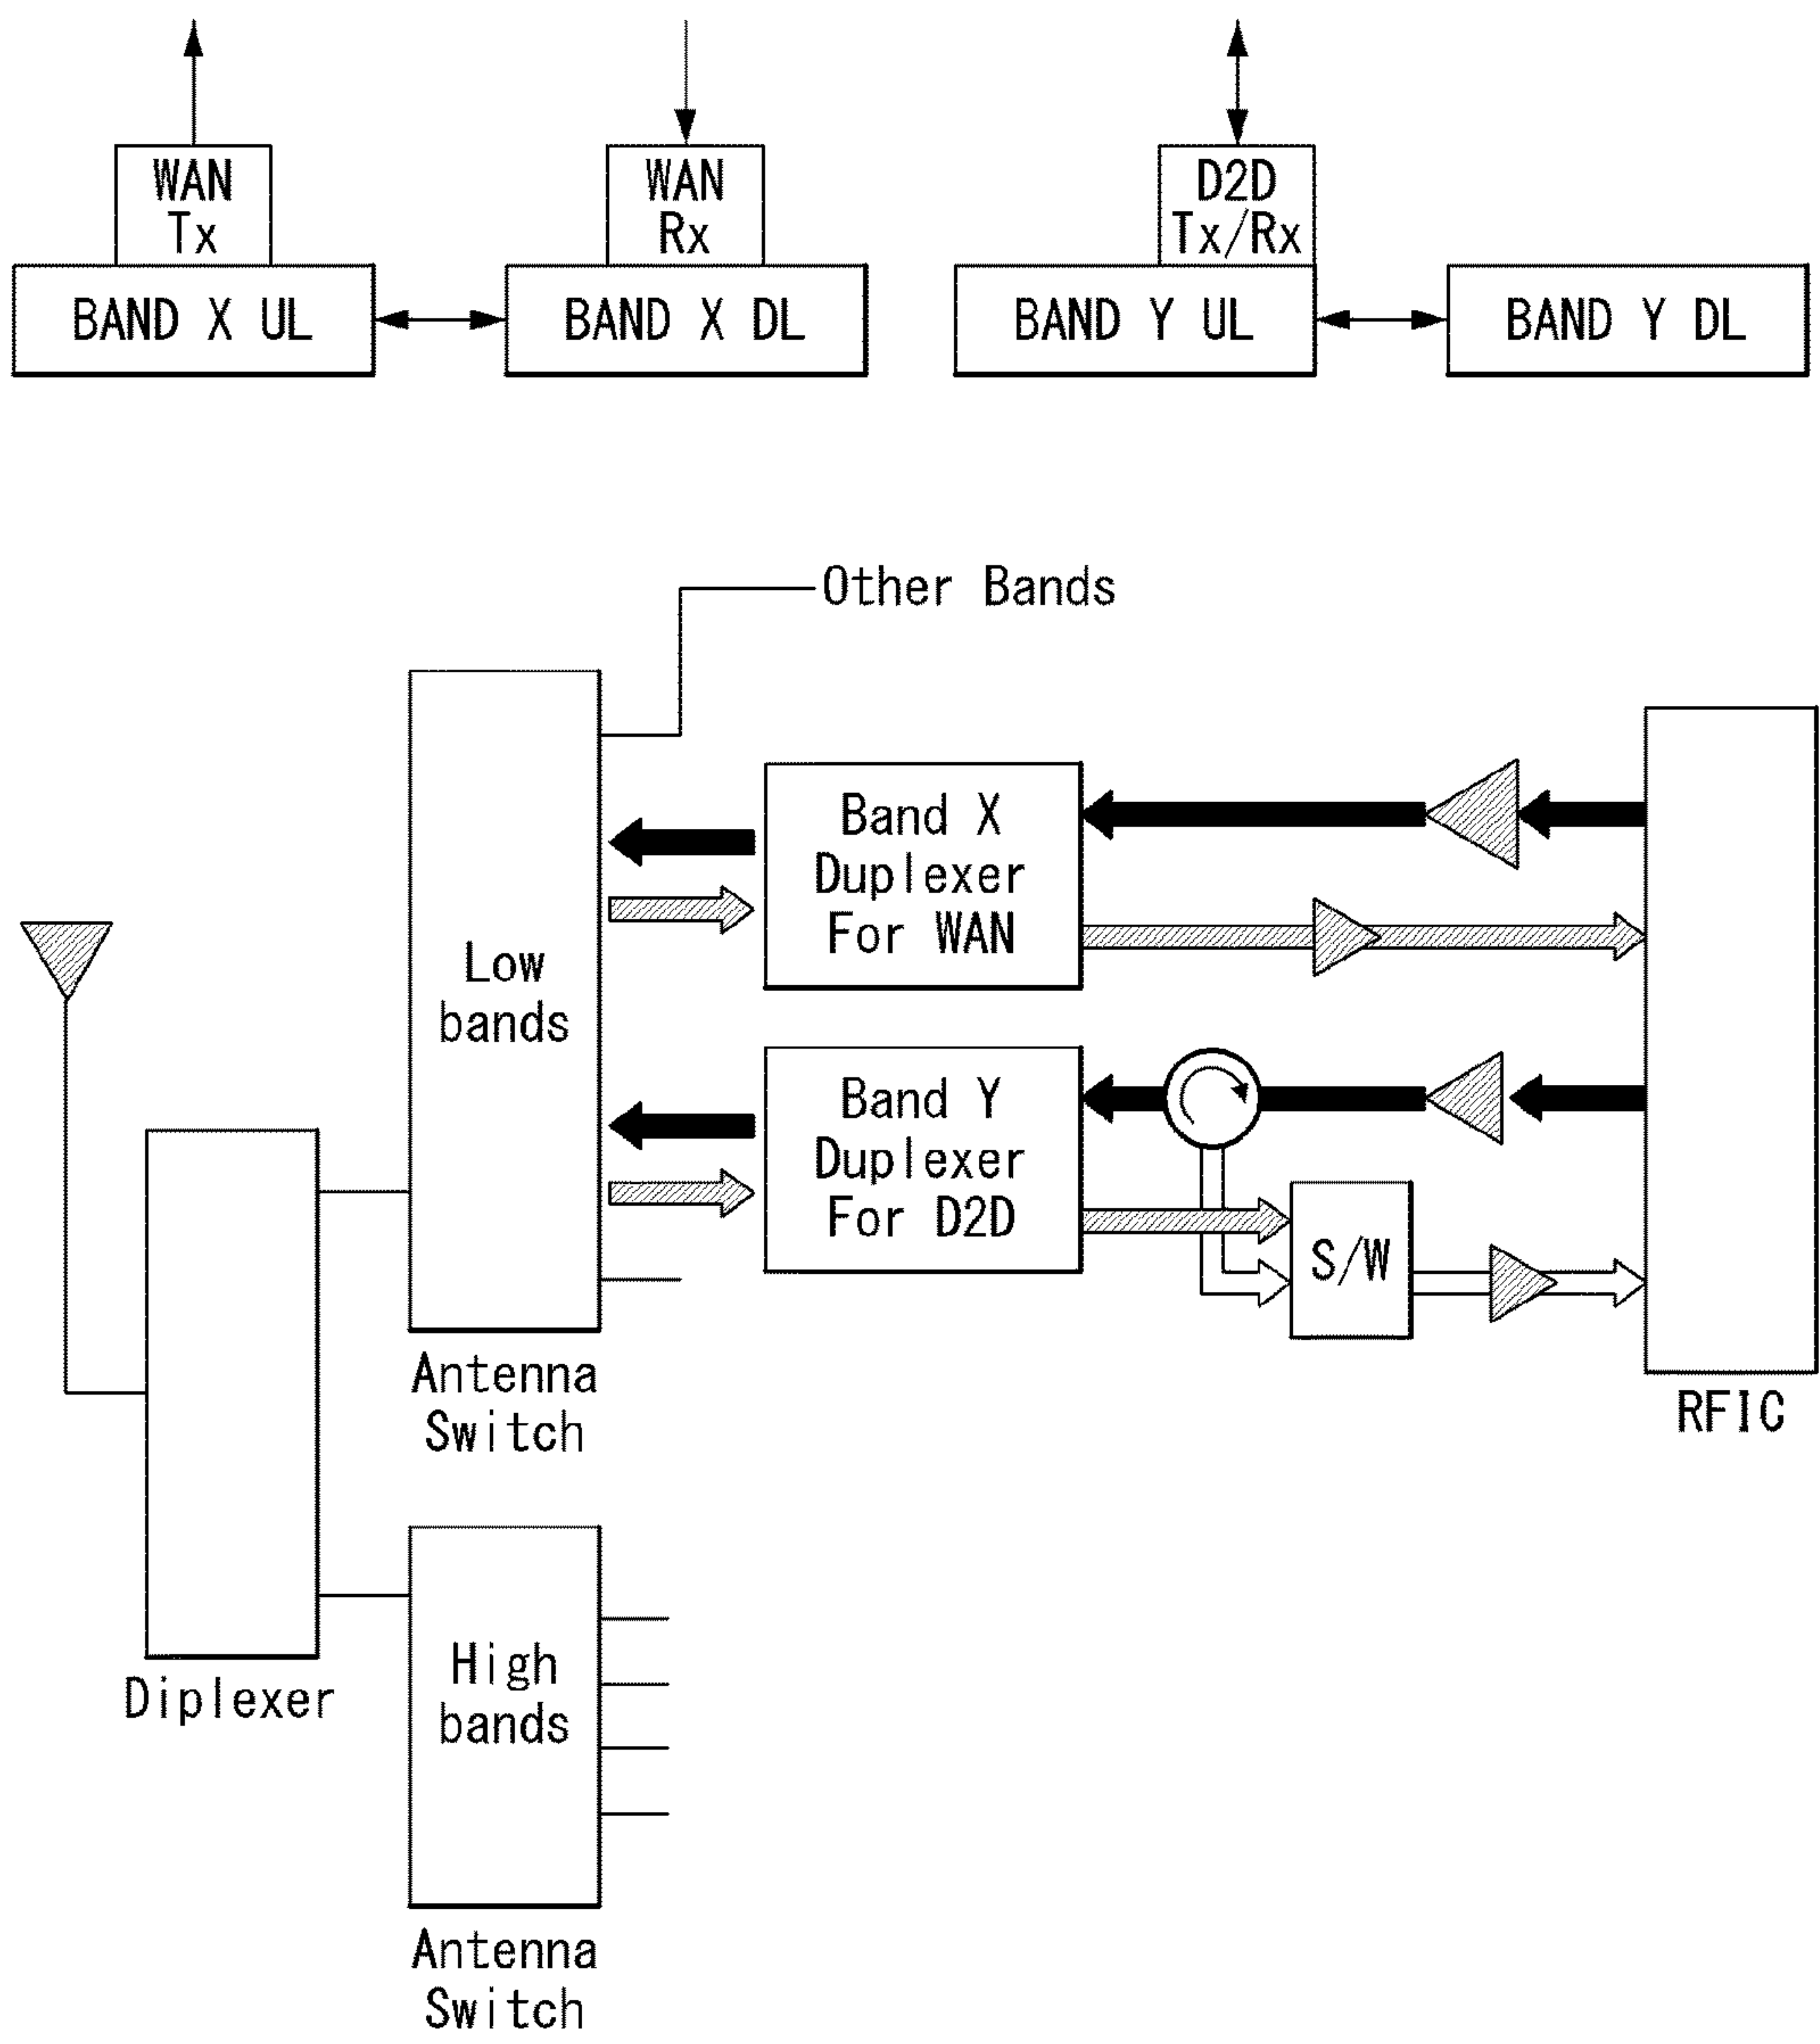 WAN
Tx
WAN
Rx
D2D
Tx/Rx
BAND X UL
BAND X DL
BAND Y UL
BAND Y DL
Other Bands
Band X
Duplexer
For WAN
Low
bands
Band Y
Duplexer
For D2D
S/W
Antenna
Switch
RFIC
High
bands
Diplexer
Antenna
Switch